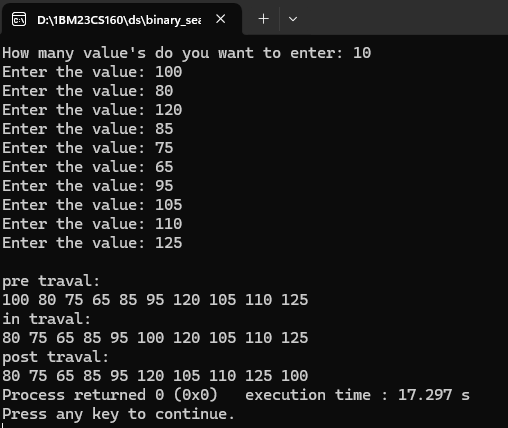 D:\1BM23CS160\ds\binary_sea
How many value's do you want to enter: 10
Enter the value: 100
Enter the value: 80
Enter the value: 120
Enter the value: 85
Enter the value: 75
Enter the value: 65
Enter the value: 95
Enter the value: 105
Enter the value: 110
Enter the value: 125
pre traval:
100 80 75 65 85 95 120 105 110 125
in traval:
80 75 65 85 95 100 120 105 110 125
post traval:
80 75 65 85 95 120 105 110 125 100
Process returned 0 (0x0)   execution time : 17.297 s
Press any key to continue.